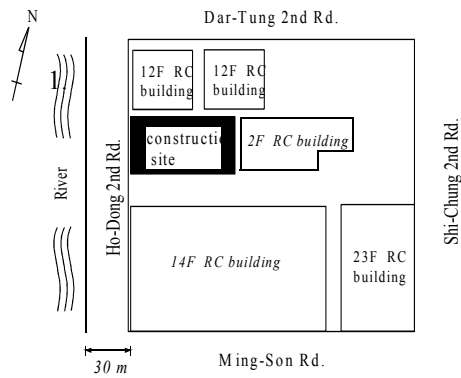 N
Dar-Tung 2nd Rd.
1.
12F RC
building
12F RC
building
River
Ho-Dong 2nd Rd.
constructi
site
2F RC building
Shi-Chung 2nd Rd.
14F RC building
23F RC
building
30 m
Ming-Son Rd.